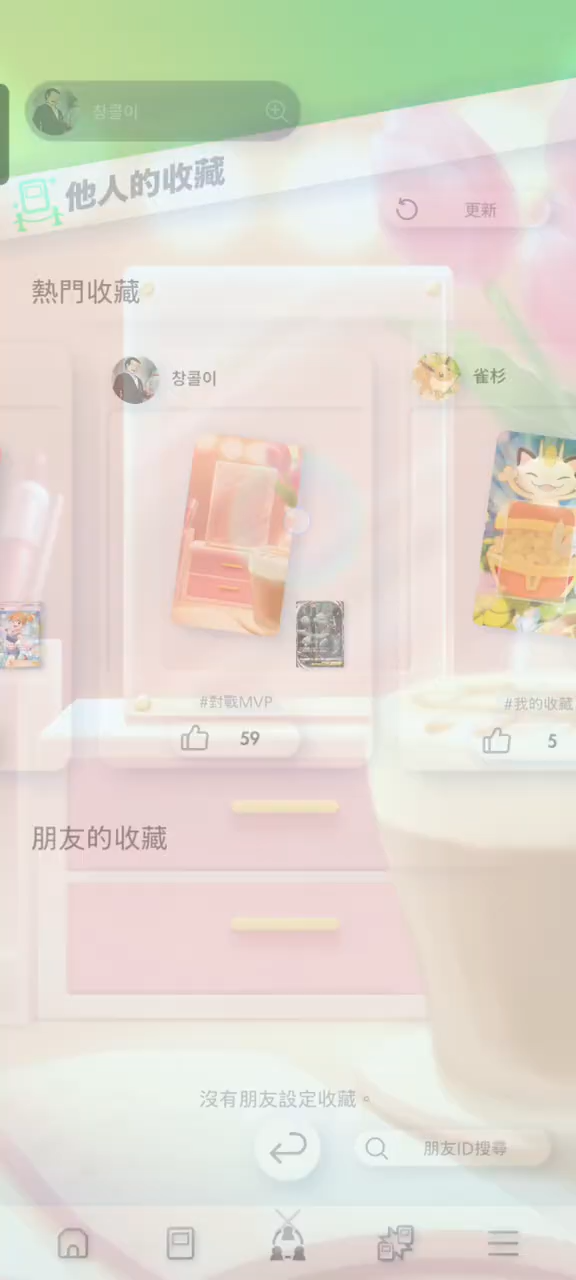 창콜이
他人的收藏
更新
熱門收藏
창콜이
雀杉
#對戰MVP
#我的收藏
59
5
朋友的收藏
沒有朋友設定收藏。
朋友ID搜尋